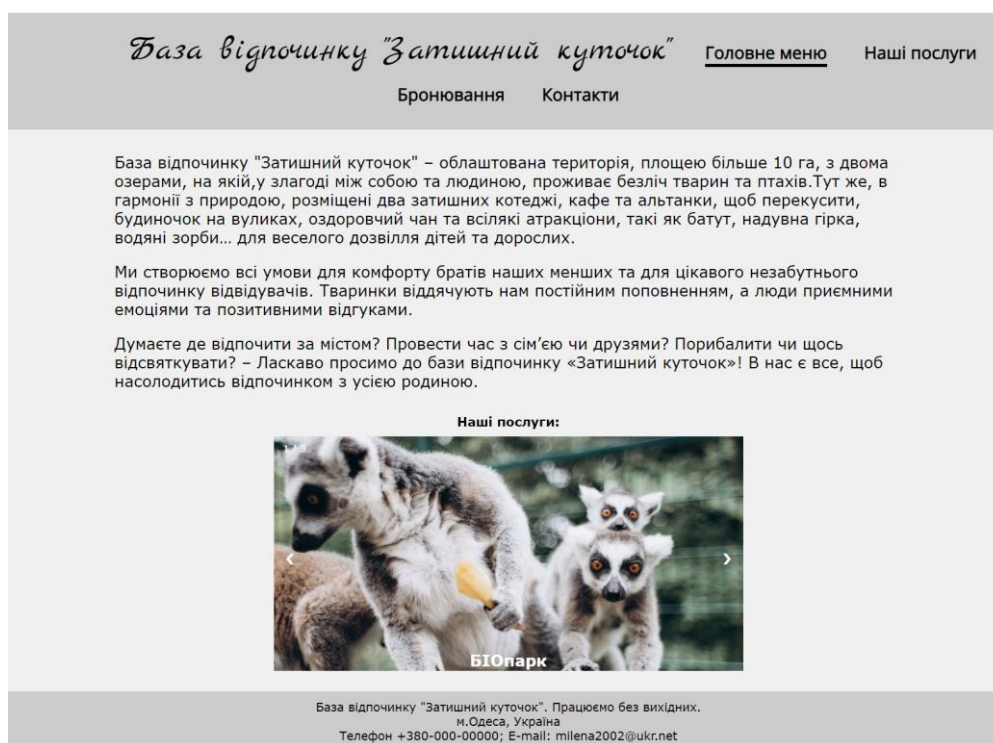 База відпочинку "Затишний куточок" Головне меню Наші послуги
Бронювання Контакти
База відпочинку "Затишний куточок" – облаштована територія, площею більше 10 га, з двома
озерами, на якій,у злагоді між собою та людиною, проживає безліч тварин та птахів.Тут же, в
гармонії з природою, розміщені два затишних котеджі, кафе та альтанки, щоб перекусити,
будиночок на вуликах, оздоровчий чан та всілякі атракціони, такі як батут, надувна гірка,
водяні зорби... для веселого дозвілля дітей та дорослих.
Ми створюємо всі умови для комфорту братів наших менших та для цікавого незабутнього
відпочинку відвідувачів. Тваринки віддячують нам постійним поповненням, а люди приємними
емоціями та позитивними відгуками.
Думаєте де відпочити за містом? Провести час з сім’єю чи друзями? Порибалити чи щось
відсвяткувати? – Ласкаво просимо до бази відпочинку «Затишний куточок»! В нас є все, щоб
насолодитись відпочинком з усією родиною.
Наші послуги:
❮ ❯
БІОпарк
База відпочинку "Затишний куточок". Працюємо без вихідних.
м.Одеса, Україна
Телефон +380-000-00000; E-mail: milena2002@ukr.net